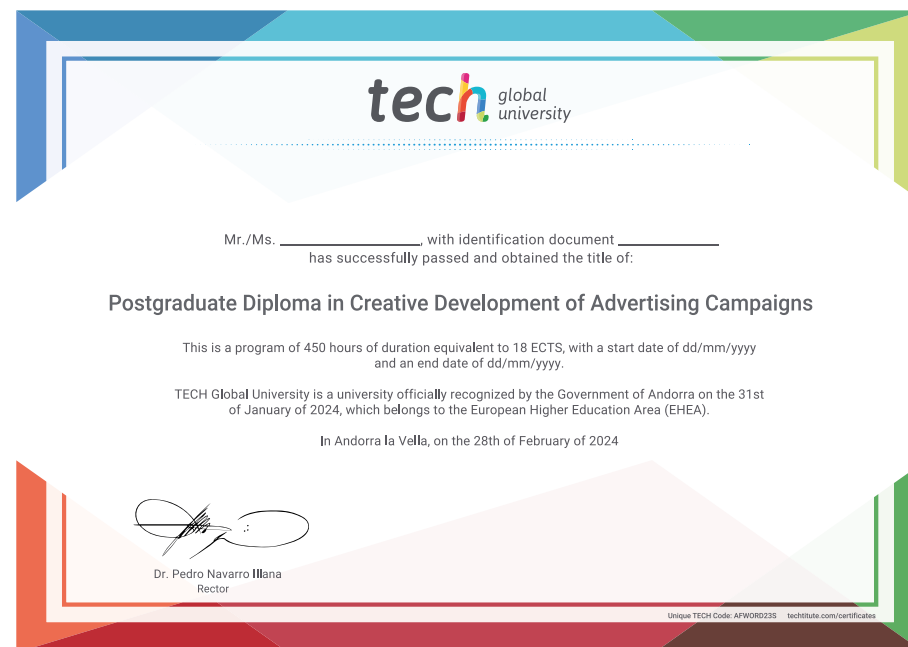 tech global
university
Mr./Ms. ____________________, with identification document ______________
has successfully passed and obtained the title of:
Postgraduate Diploma in Creative Development of Advertising Campaigns
This is a program of 450 hours of duration equivalent to 18 ECTS, with a start date of dd/mm/yyyy
and an end date of dd/mm/yyyy.
TECH Global University is a university officially recognized by the Government of Andorra on the 31st
of January of 2024, which belongs to the European Higher Education Area (EHEA).
In Andorra la Vella, on the 28th of February of 2024
Dr. Pedro Navarro Illana
Rector
Unique TECH Code: AFWORD23S techtitute.com/certificates